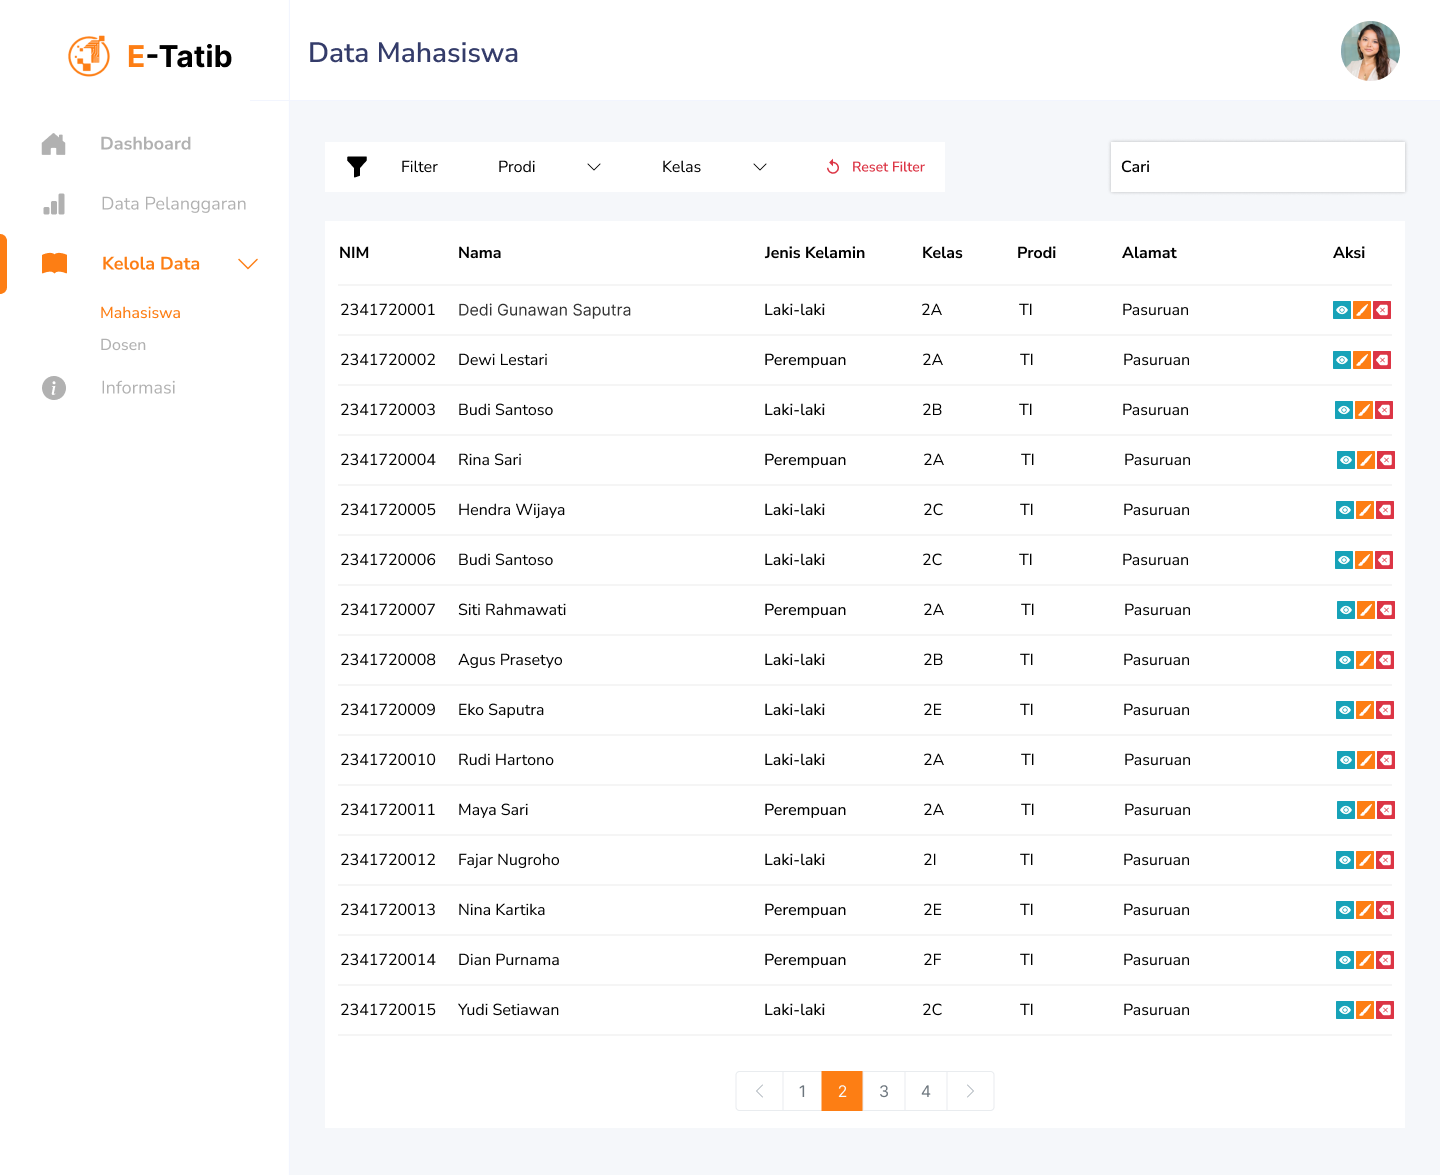 E-Tatib
Data Mahasiswa
Dashboard
Data Pelanggaran
Kelola Data
Mahasiswa
Dosen
Informasi
Filter Prodi Kelas Reset Filter Cari
NIM Nama Jenis Kelamin Kelas Prodi Alamat Aksi
2341720001 Dedi Gunawan Saputra Laki-laki 2A TI Pasuruan
2341720002 Dewi Lestari Perempuan 2A TI Pasuruan
2341720003 Budi Santoso Laki-laki 2B TI Pasuruan
2341720004 Rina Sari Perempuan 2A TI Pasuruan
2341720005 Hendra Wijaya Laki-laki 2C TI Pasuruan
2341720006 Budi Santoso Laki-laki 2C TI Pasuruan
2341720007 Siti Rahmawati Perempuan 2A TI Pasuruan
2341720008 Agus Prasetyo Laki-laki 2B TI Pasuruan
2341720009 Eko Saputra Laki-laki 2E TI Pasuruan
2341720010 Rudi Hartono Laki-laki 2A TI Pasuruan
2341720011 Maya Sari Perempuan 2A TI Pasuruan
2341720012 Fajar Nugroho Laki-laki 2I TI Pasuruan
2341720013 Nina Kartika Perempuan 2E TI Pasuruan
2341720014 Dian Purnama Perempuan 2F TI Pasuruan
2341720015 Yudi Setiawan Laki-laki 2C TI Pasuruan
1 2 3 4